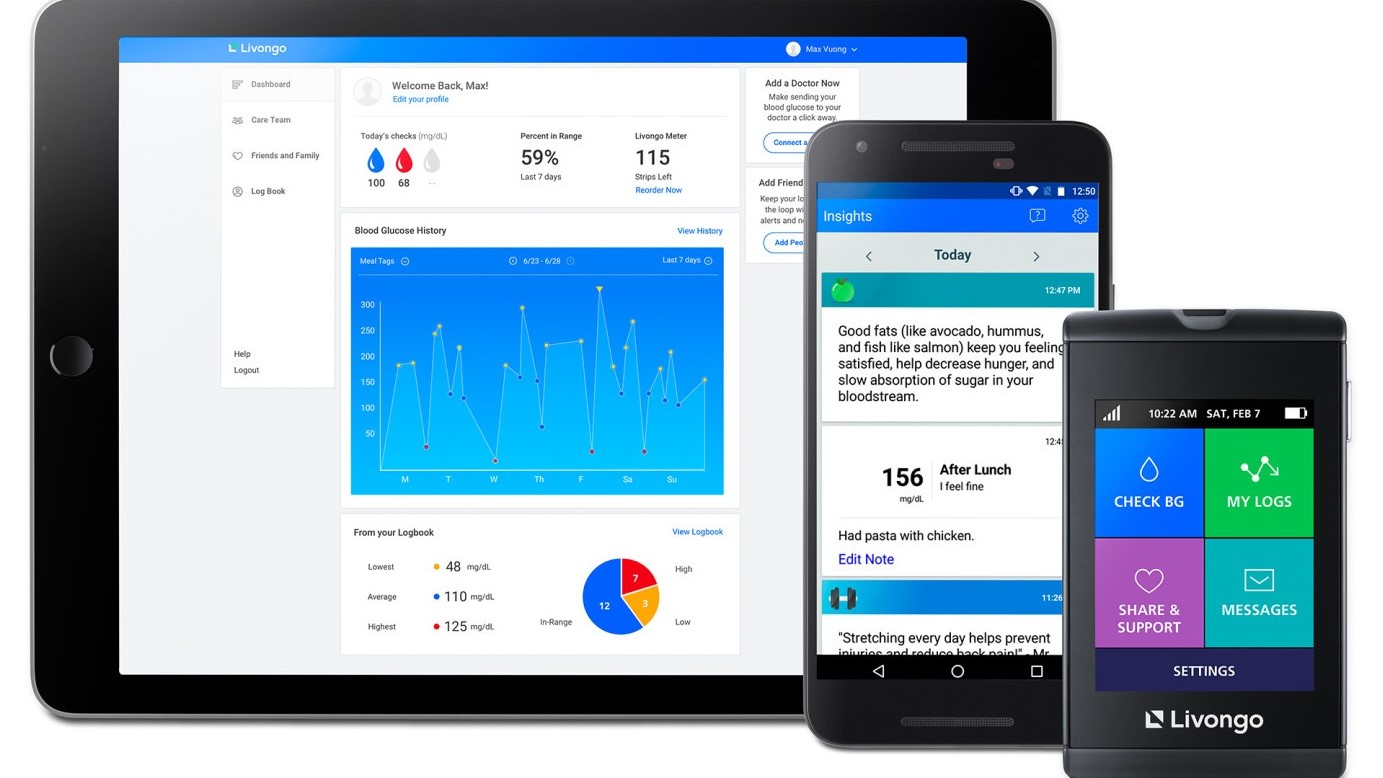 Livongo
Max Vuong
Dashboard
Care Team
Friends and Family
Log Book
Help
Logout
Welcome Back, Max!
Edit your profile
Today's checks (mg/dL)
100 68 --
Percent in Range
59%
Last 7 days
Livongo Meter
115
Strips Left
Reorder Now
Blood Glucose History
View History
Meal Tags
6/23 - 6/28
Last 7 days
300
250
200
150
100
50
M T W Th F Sa Su
From your Logbook
View Logbook
Lowest 48 mg/dL
Average 110 mg/dL
Highest 125 mg/dL
12
7
3
High
In-Range
Low
Add a Doctor Now
Make sending your
blood glucose to your
doctor a click away.
Connect a
Add Friend
Keep your lo
the loop wi
alerts and n
Add Peo
12:50
Insights
?
Today
12:47 PM
Good fats (like avocado, hummus,
and fish like salmon) keep you feeling
satisfied, help decrease hunger, and
slow absorption of sugar in your
bloodstream.
12:4
156
mg/dL
After Lunch
I feel fine
Had pasta with chicken.
Edit Note
11:26
"Stretching every day helps prevent
injuries and reduce back pain!" - Mr.
10:22 AM SAT, FEB 7
CHECK BG
MY LOGS
SHARE &
SUPPORT
MESSAGES
SETTINGS
Livongo